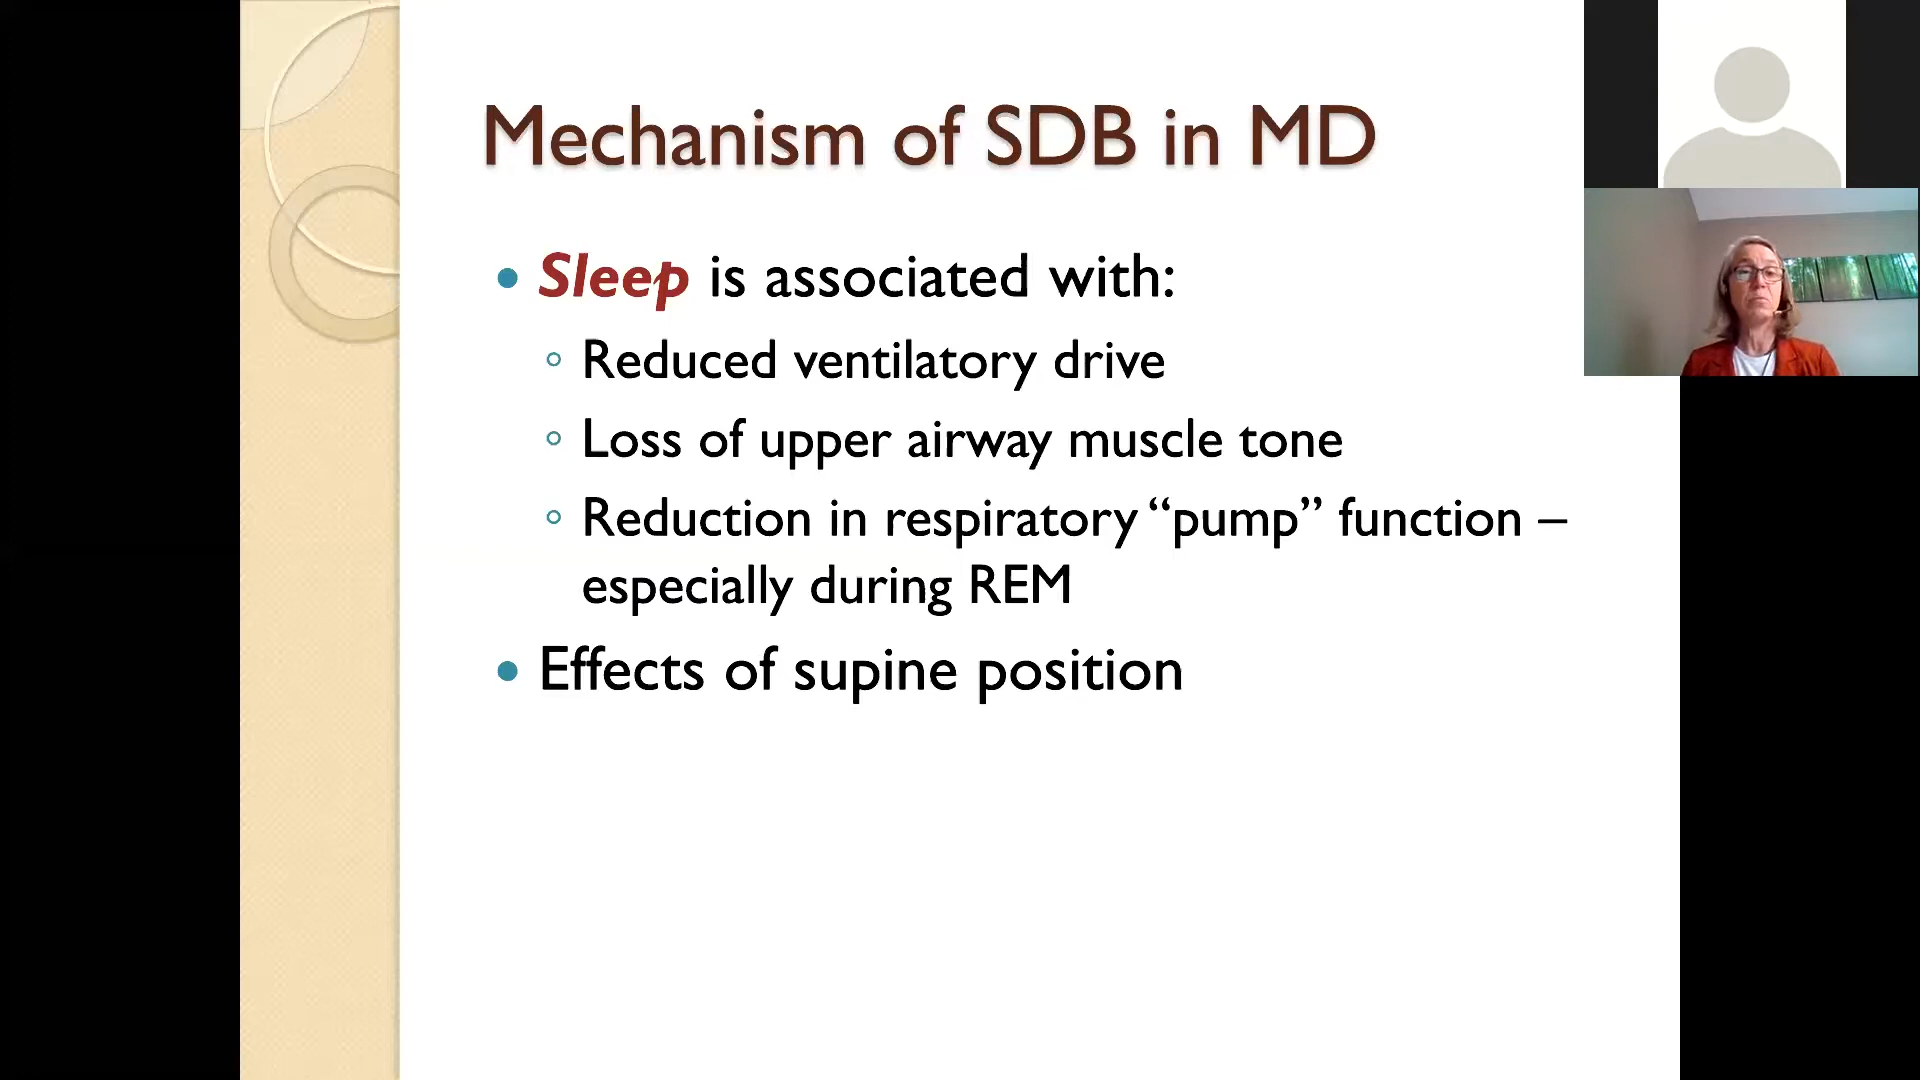 Mechanism of SDB in MD
• Sleep is associated with:
◦ Reduced ventilatory drive
◦ Loss of upper airway muscle tone
◦ Reduction in respiratory “pump” function –
especially during REM
• Effects of supine position